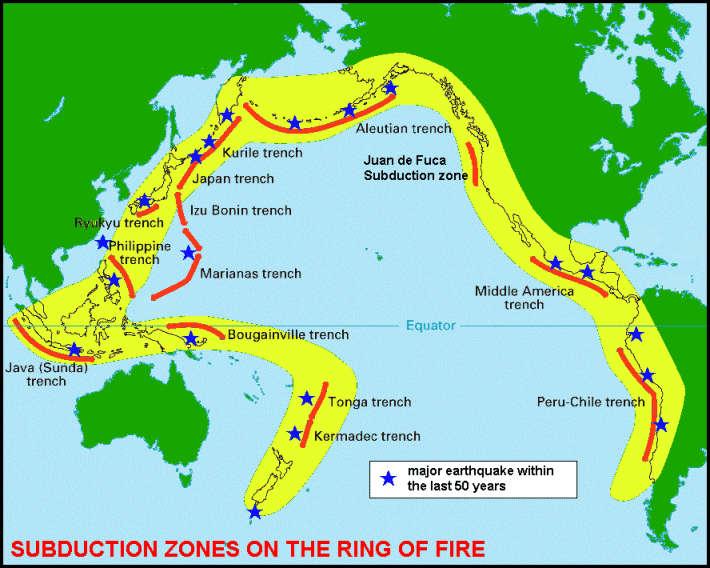 Aleutian trench
Kurile trench
Juan de Fuca
Subduction zone
Japan trench
Izu Bonin trench
Ryukyu trench
Philippine
trench
Marianas trench
Middle America
trench
Equator
Bougainville trench
Java (Sunda)
trench
Tonga trench
Peru-Chile trench
Kermadec trench
major earthquake within
the last 50 years
SUBDUCTION ZONES ON THE RING OF FIRE